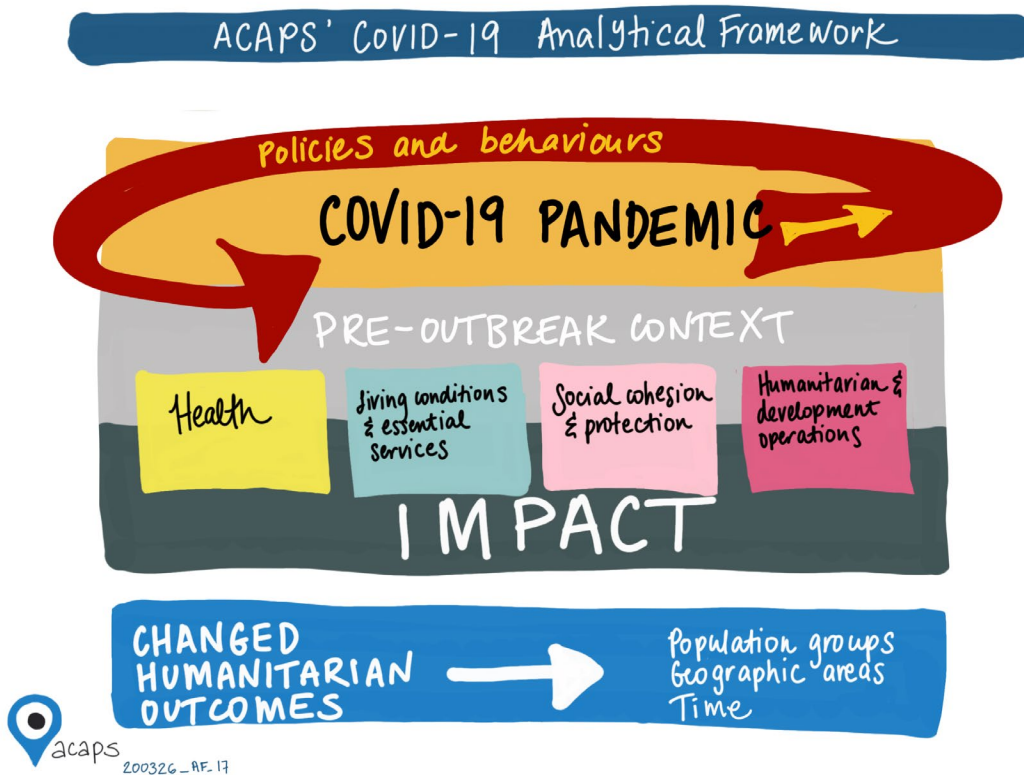 ACAPS' COVID-19 Analytical Framework
policies and behaviours
COVID-19 PANDEMIC
PRE-OUTBREAK CONTEXT
Health
living conditions
& essential
services
Social cohesion
& protection
Humanitarian &
development
operations
IMPACT
CHANGED
HUMANITARIAN
OUTCOMES
Population groups
Geographic areas
Time
acaps
200326_AF_17